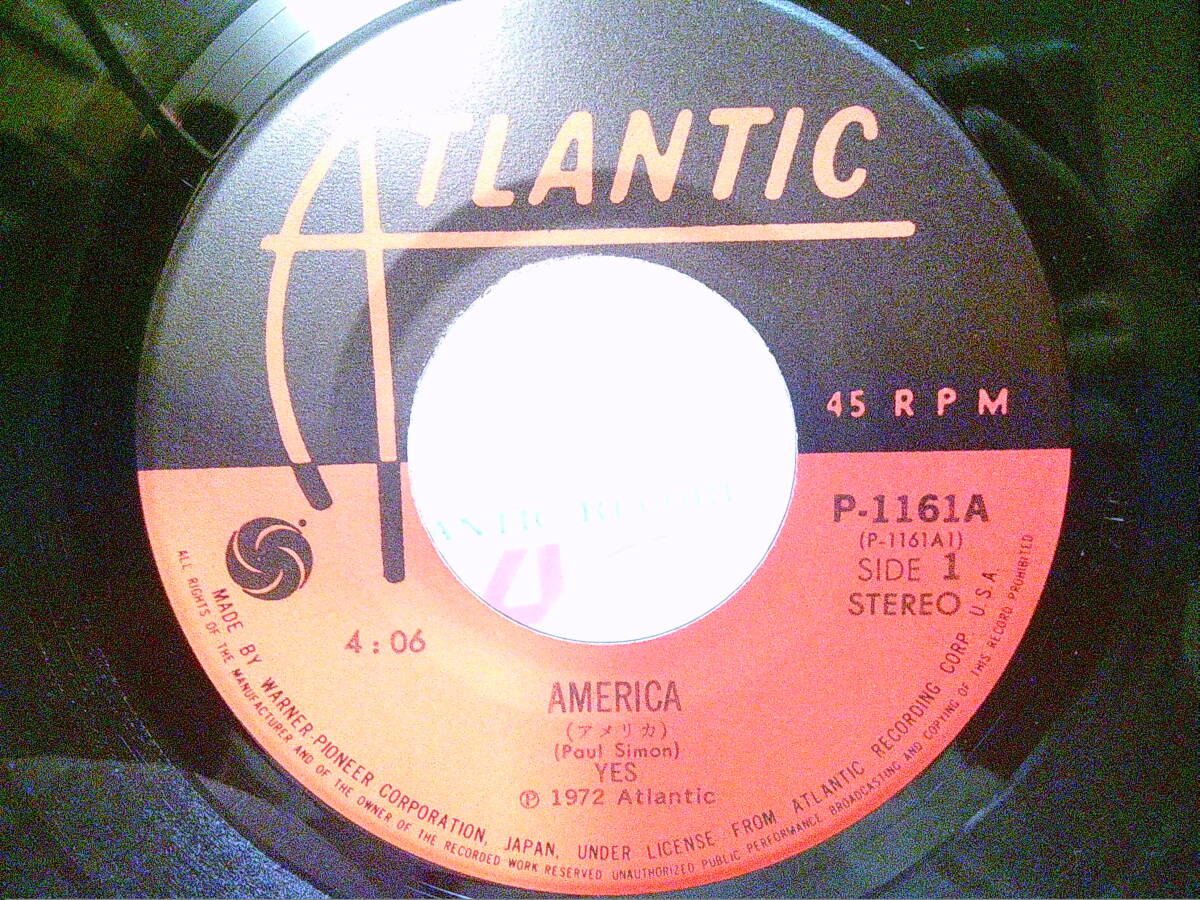 ATLANTIC
45 RPM
P-1161A
(P-1161A1)
SIDE 1
STEREO
4:06
AMERICA
(アメリカ)
(Paul Simon)
YES
Ⓟ 1972 Atlantic
MADE BY WARNER-PIONEER CORPORATION, JAPAN, UNDER LICENSE FROM ATLANTIC RECORDING CORP. U.S.A.
ALL RIGHTS OF THE MANUFACTURER AND OF THE OWNER OF THE RECORDED WORK RESERVED UNAUTHORIZED PUBLIC PERFORMANCE BROADCASTING AND COPYING OF THIS RECORD PROHIBITED